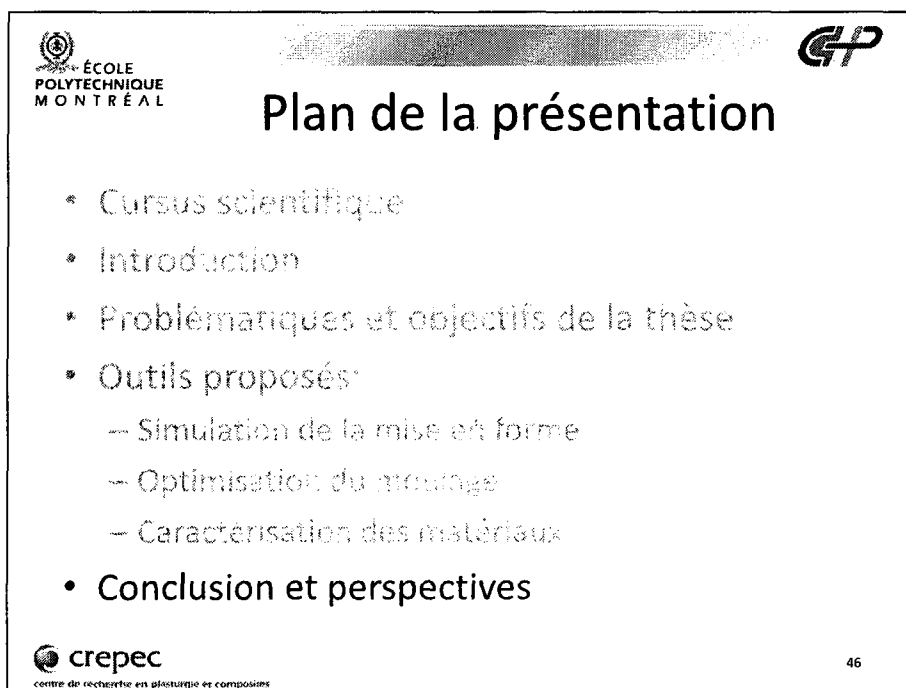 ÉCOLE
POLYTECHNIQUE
MONTRÉAL
Plan de la présentation
• Cursus scientifique
• Introduction
• Problématiques et objectifs de la thèse
• Outils proposés:
– Simulation de la mise en forme
– Optimisation du moulage
– Caractérisation des matériaux
• Conclusion et perspectives
crepec
centre de recherche en plasturgie et composites
46